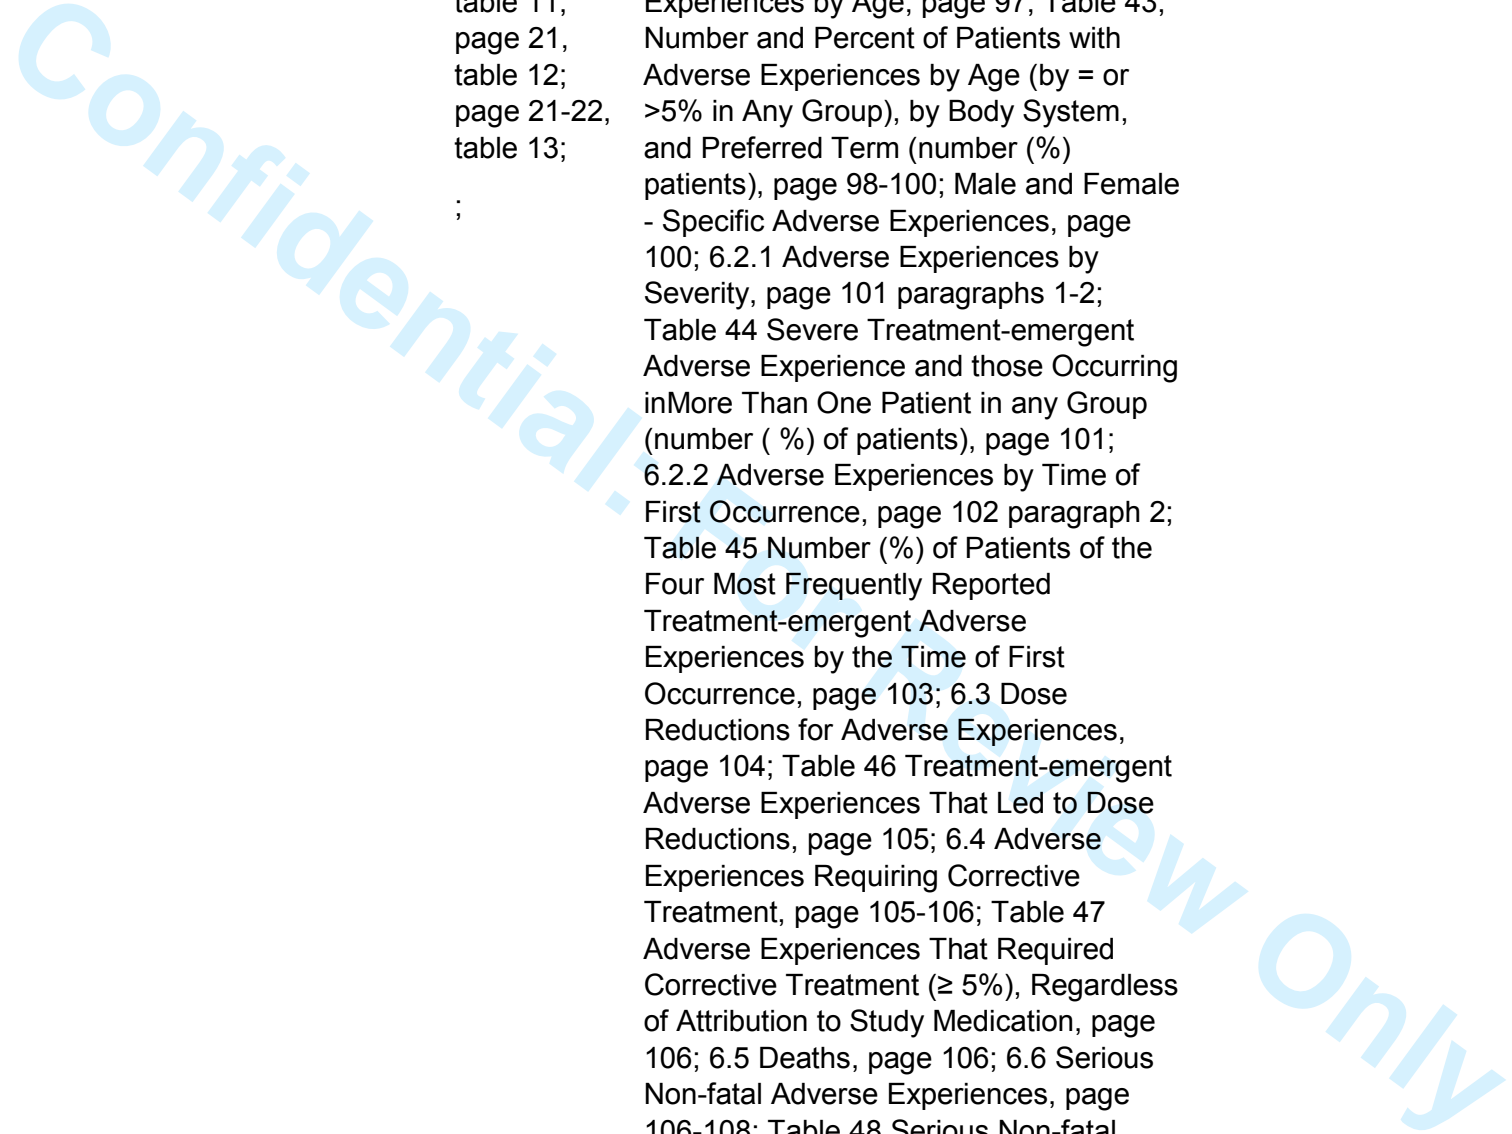 table 11,
page 21,
table 12;
page 21-22,
table 13;
;
Experiences by Age, page 97; Table 43,
Number and Percent of Patients with
Adverse Experiences by Age (by = or
>5% in Any Group), by Body System,
and Preferred Term (number (%)
patients), page 98-100; Male and Female
- Specific Adverse Experiences, page
100; 6.2.1 Adverse Experiences by
Severity, page 101 paragraphs 1-2;
Table 44 Severe Treatment-emergent
Adverse Experience and those Occurring
inMore Than One Patient in any Group
(number ( %) of patients), page 101;
6.2.2 Adverse Experiences by Time of
First Occurrence, page 102 paragraph 2;
Table 45 Number (%) of Patients of the
Four Most Frequently Reported
Treatment-emergent Adverse
Experiences by the Time of First
Occurrence, page 103; 6.3 Dose
Reductions for Adverse Experiences,
page 104; Table 46 Treatment-emergent
Adverse Experiences That Led to Dose
Reductions, page 105; 6.4 Adverse
Experiences Requiring Corrective
Treatment, page 105-106; Table 47
Adverse Experiences That Required
Corrective Treatment (≥ 5%), Regardless
of Attribution to Study Medication, page
106; 6.5 Deaths, page 106; 6.6 Serious
Non-fatal Adverse Experiences, page
106-108; Table 48 Serious Non-fatal
Confidential: For Review Only